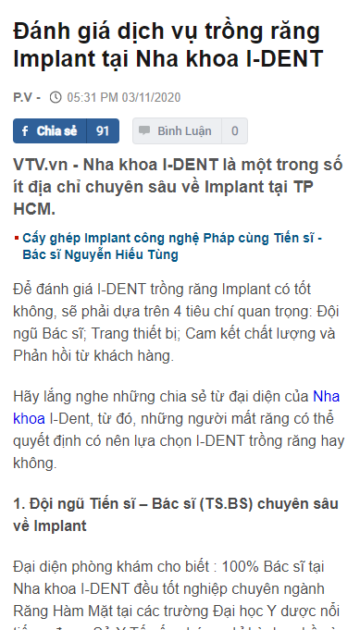 Đánh giá dịch vụ trồng răng
Implant tại Nha khoa I-DENT
P.V - 05:31 PM 03/11/2020
f Chia sẻ 91 Bình Luận 0
VTV.vn - Nha khoa I-DENT là một trong số
ít địa chỉ chuyên sâu về Implant tại TP
HCM.
Cấy ghép Implant công nghệ Pháp cùng Tiến sĩ -
Bác sĩ Nguyễn Hiếu Tùng
Để đánh giá I-DENT trồng răng Implant có tốt
không, sẽ phải dựa trên 4 tiêu chí quan trọng: Đội
ngũ Bác sĩ; Trang thiết bị; Cam kết chất lượng và
Phản hồi từ khách hàng.
Hãy lắng nghe những chia sẻ từ đại diện của Nha
khoa I-Dent, từ đó, những người mất răng có thể
quyết định có nên lựa chọn I-DENT trồng răng hay
không.
1. Đội ngũ Tiến sĩ – Bác sĩ (TS.BS) chuyên sâu
về Implant
Đại diện phòng khám cho biết : 100% Bác sĩ tại
Nha khoa I-DENT đều tốt nghiệp chuyên ngành
Răng Hàm Mặt tại các trường Đại học Y dược nổi